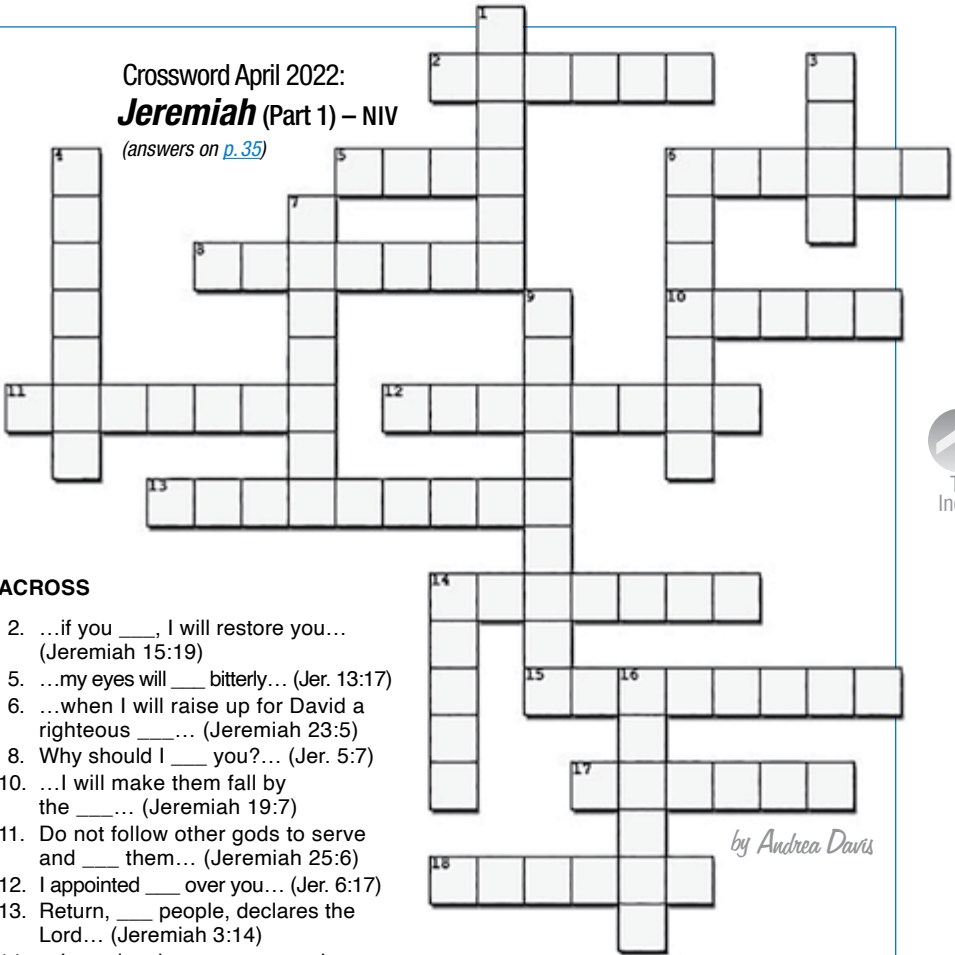 Crossword April 2022:
Jeremiah (Part 1) – NIV
(answers on p. 35)
1
2
3
4
5
6
7
8
9
10
11
12
13
14
15
16
17
18
by Andrea Davis
ACROSS
2. …if you ___, I will restore you…
(Jeremiah 15:19)
5. …my eyes will ___ bitterly… (Jer. 13:17)
6. …when I will raise up for David a
righteous ___… (Jeremiah 23:5)
8. Why should I ___ you?… (Jer. 5:7)
10. …I will make them fall by
the ___… (Jeremiah 19:7)
11. Do not follow other gods to serve
and ___ them… (Jeremiah 25:6)
12. I appointed ___ over you… (Jer. 6:17)
13. Return, ___ people, declares the
Lord… (Jeremiah 3:14)